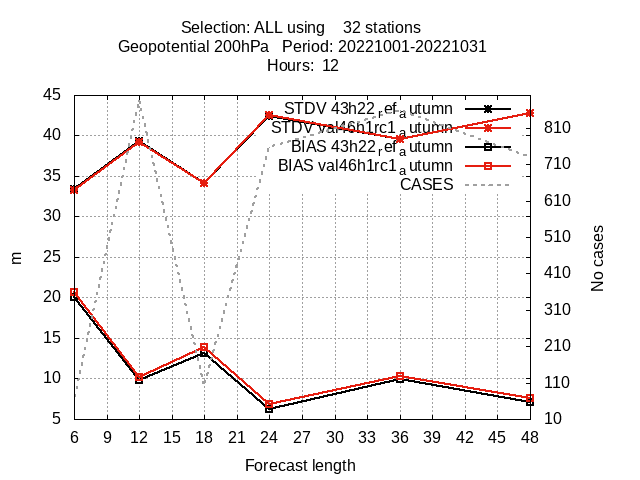 Selection: ALL using 32 stations
Geopotential 200hPa Period: 20221001-20221031
Hours: 12
45
40
35
30
25
20
15
10
5
m
STDV 43h22_ref_autumn
STDV val46h1rc1_autumn
BIAS 43h22_ref_autumn
BIAS val46h1rc1_autumn
CASES
810
710
610
510
410
310
210
110
10
No cases
6 9 12 15 18 21 24 27 30 33 36 39 42 45 48
Forecast length